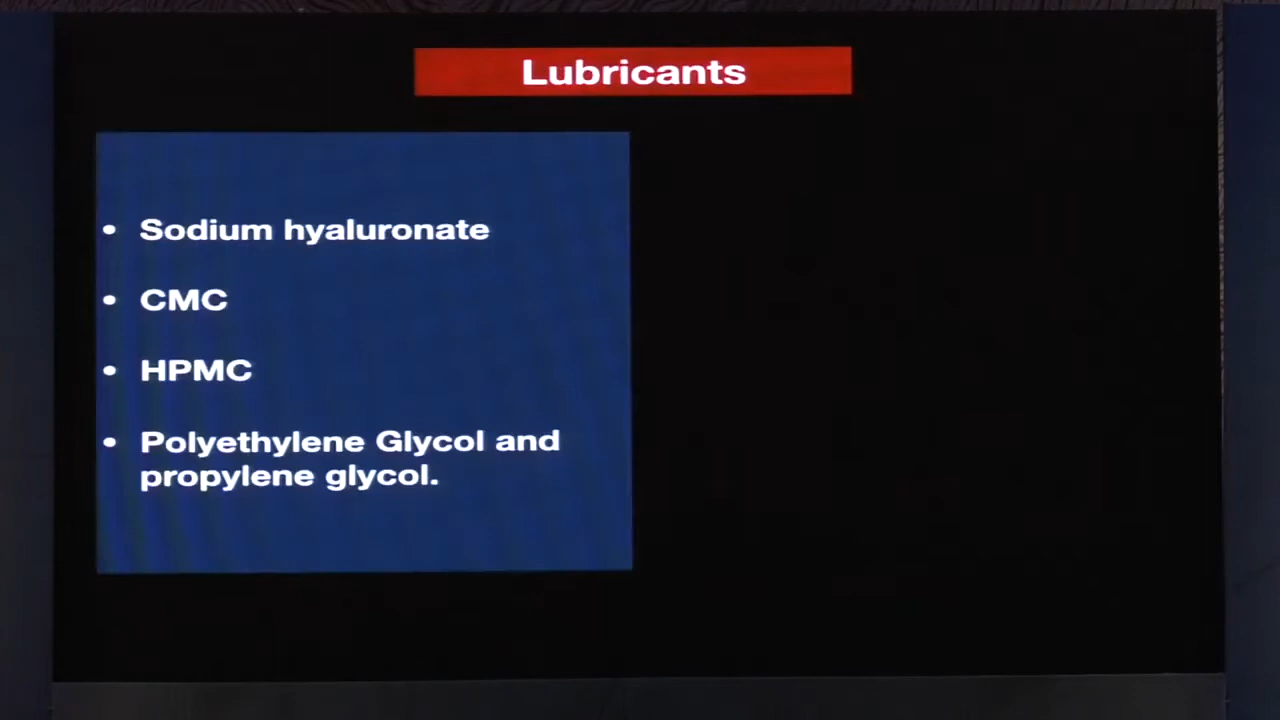 Lubricants
• Sodium hyaluronate
• CMC
• HPMC
• Polyethylene Glycol and
propylene glycol.